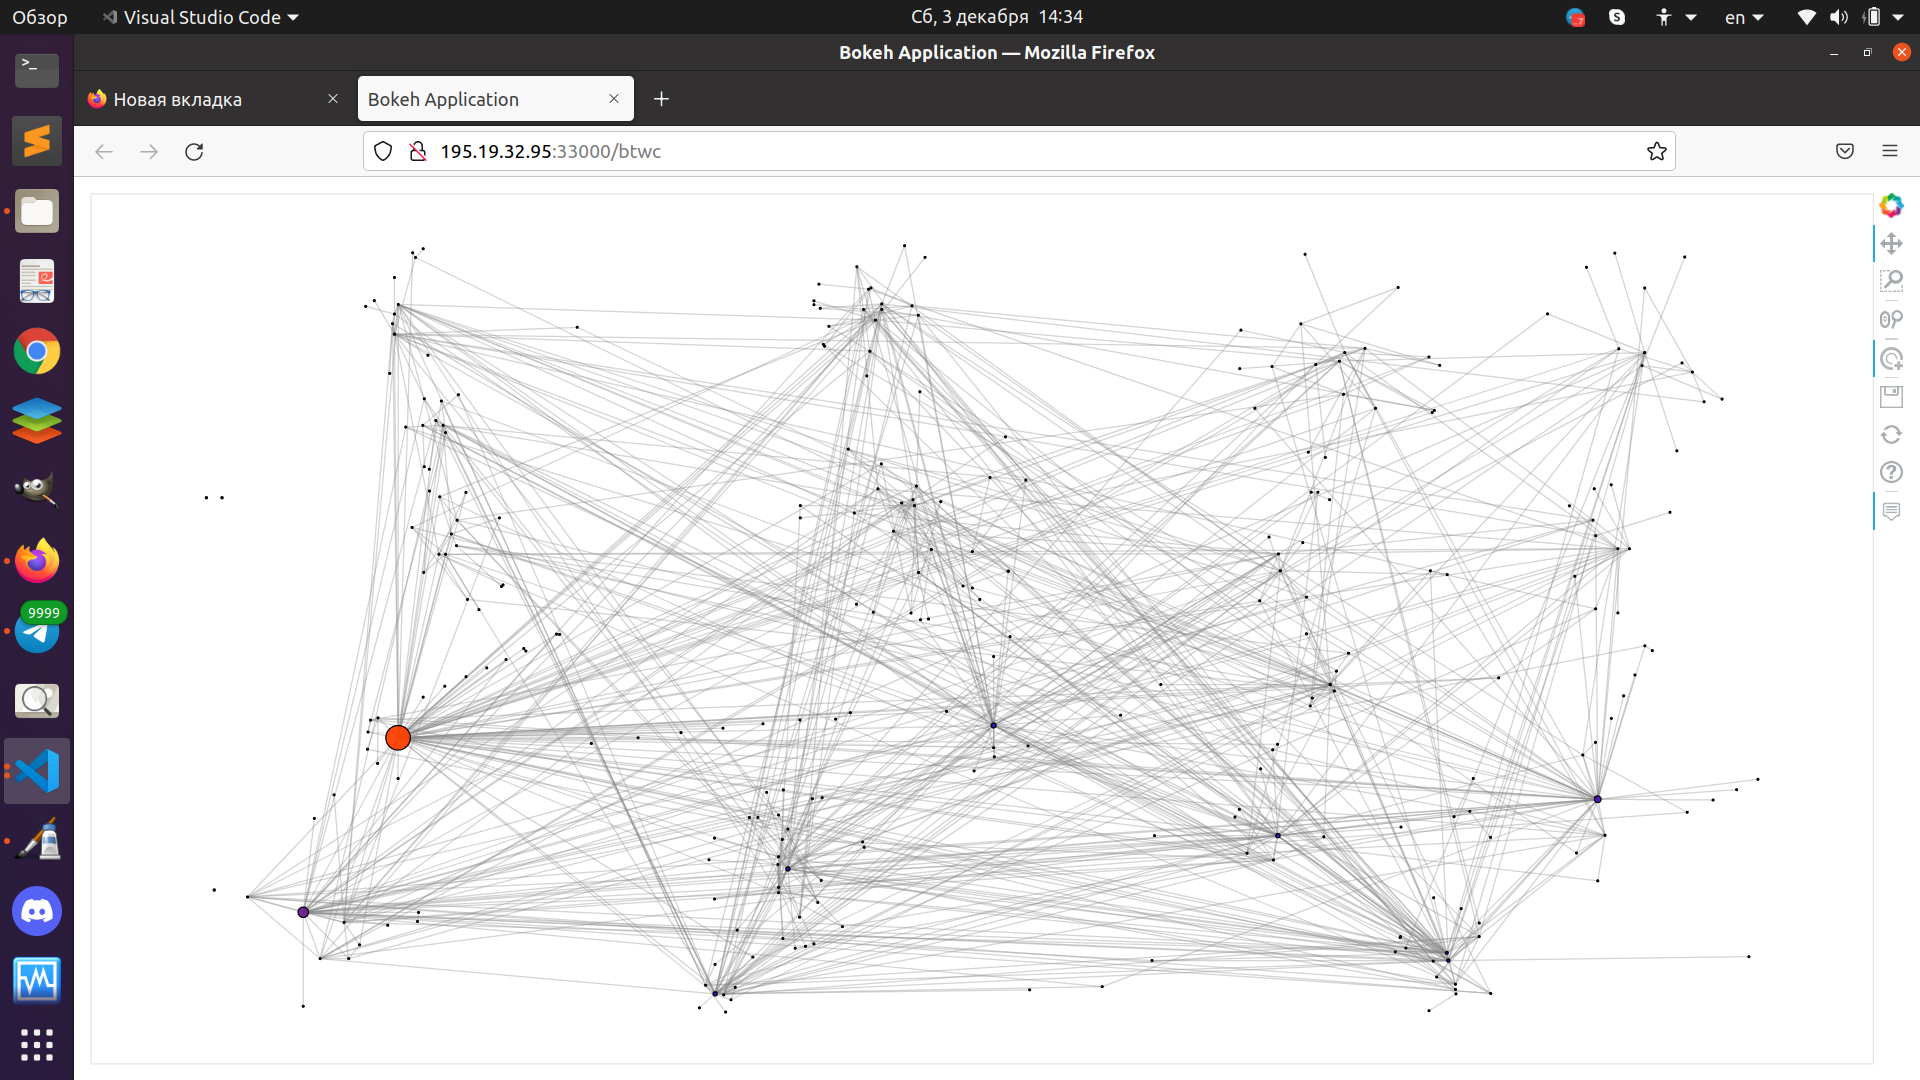 Обзор
Visual Studio Code
Сб, 3 декабря 14:34
en
Bokeh Application — Mozilla Firefox
Новая вкладка
Bokeh Application
195.19.32.95:33000/btwc
9999